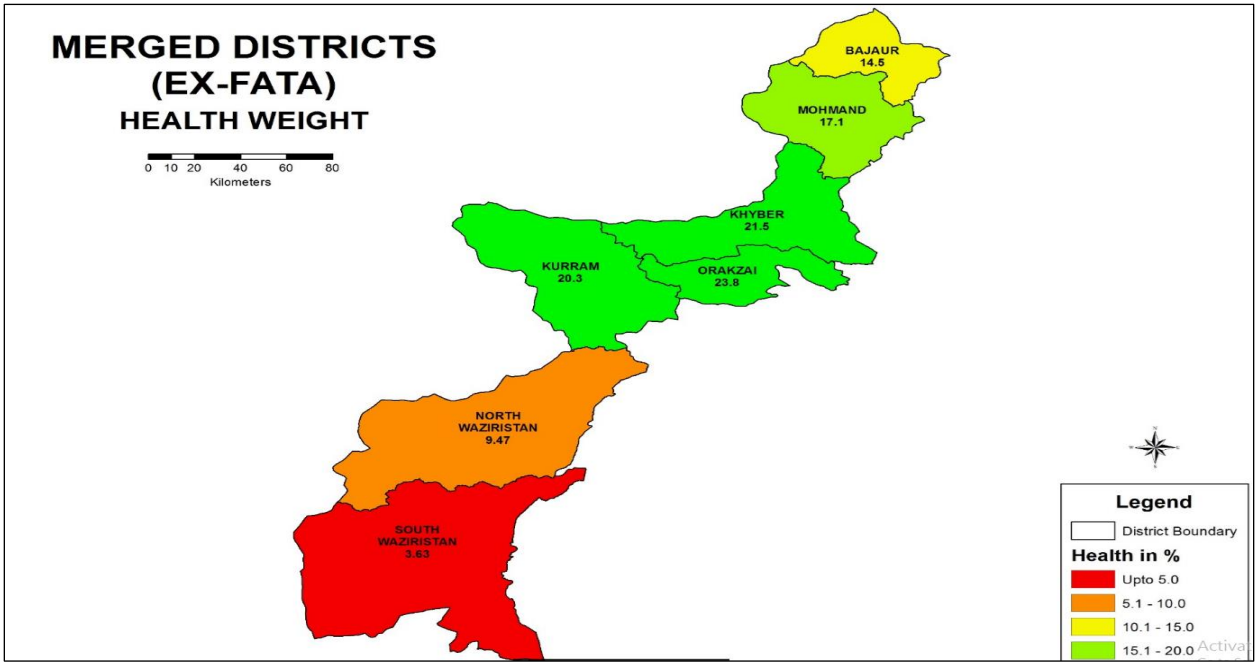 MERGED DISTRICTS
(EX-FATA)
HEALTH WEIGHT
0 10 20 40 60 80
Kilometers
BAJAUR
14.5
MOHMAND
17.1
KHYBER
21.5
KURRAM
20.3
ORAKZAI
23.8
NORTH
WAZIRISTAN
9.47
SOUTH
WAZIRISTAN
3.63
N
W E
S
Legend
District Boundary
Health in %
Upto 5.0
5.1 - 10.0
10.1 - 15.0
15.1 - 20.0
Activa